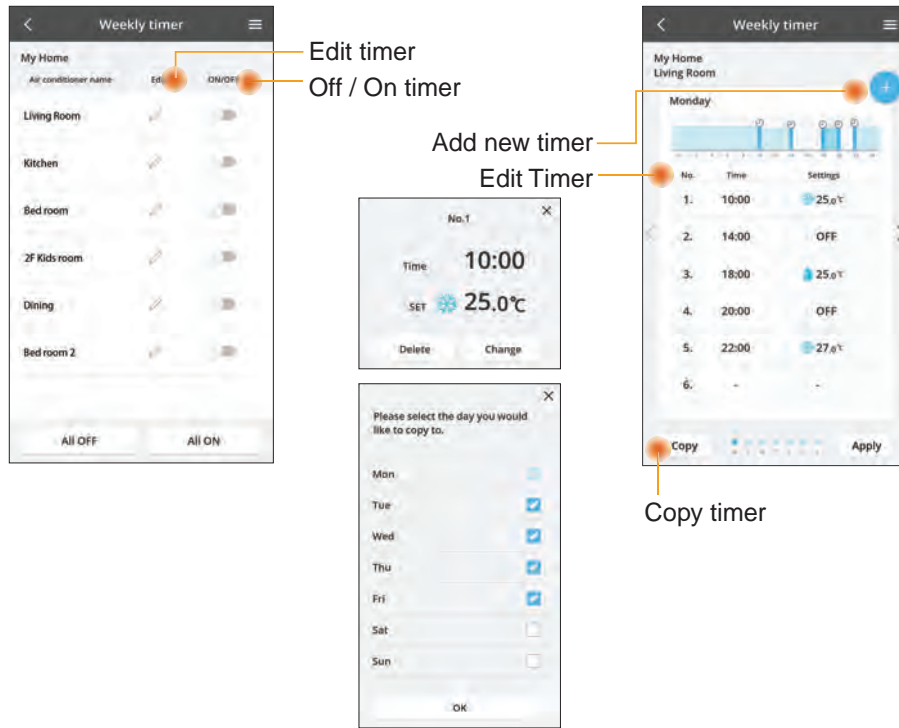 Weekly timer
My Home
Air conditioner name Edit ON/OFF
Living Room
Kitchen
Bed room
2F Kids room
Dining
Bed room 2
All OFF All ON
Edit timer
Off / On timer
Add new timer
Edit Timer
No.1
Time 10:00
SET 25.0℃
Delete Change
Please select the day you would
like to copy to.
Mon
Tue
Wed
Thu
Fri
Sat
Sun
OK
Weekly timer
My Home
Living Room
Monday
No. Time Settings
1. 10:00 25.0℃
2. 14:00 OFF
3. 18:00 25.0℃
4. 20:00 OFF
5. 22:00 27.0℃
6. - -
Copy Apply
Copy timer